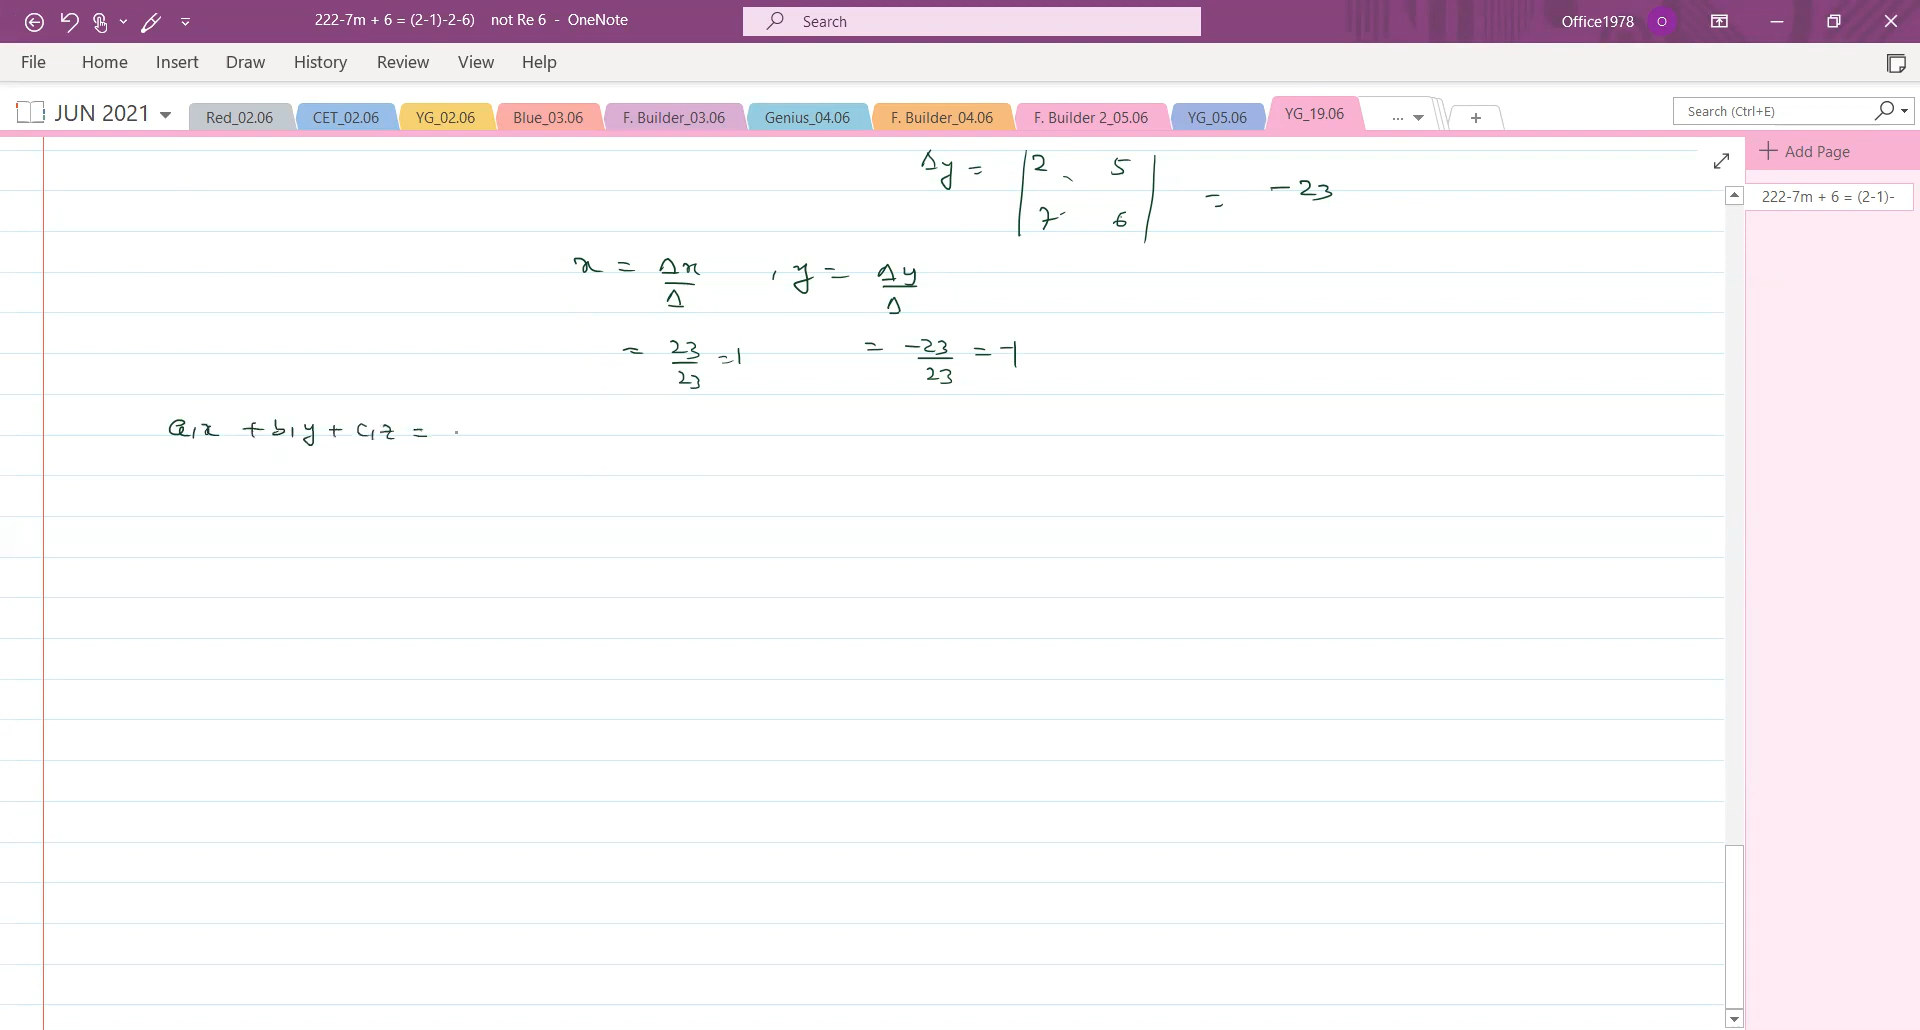 222-7m + 6 = (2-1)-2-6) not Re 6 - OneNote
Search
Office1978 O
File Home Insert Draw History Review View Help
JUN 2021 Red_02.06 CET_02.06 YG_02.06 Blue_03.06 F. Builder_03.06 Genius_04.06 F. Builder_04.06 F. Builder 2_05.06 YG_05.06 YG_19.06 ... +
Search (Ctrl+E)
Add Page
222-7m + 6 = (2-1)-
Δy = | 2 5 |
| 7 6 | = -23
x = Δx/Δ , y = Δy/Δ
= 23/23 = 1 = -23/23 = -1
a₁x + b₁y + c₁z =